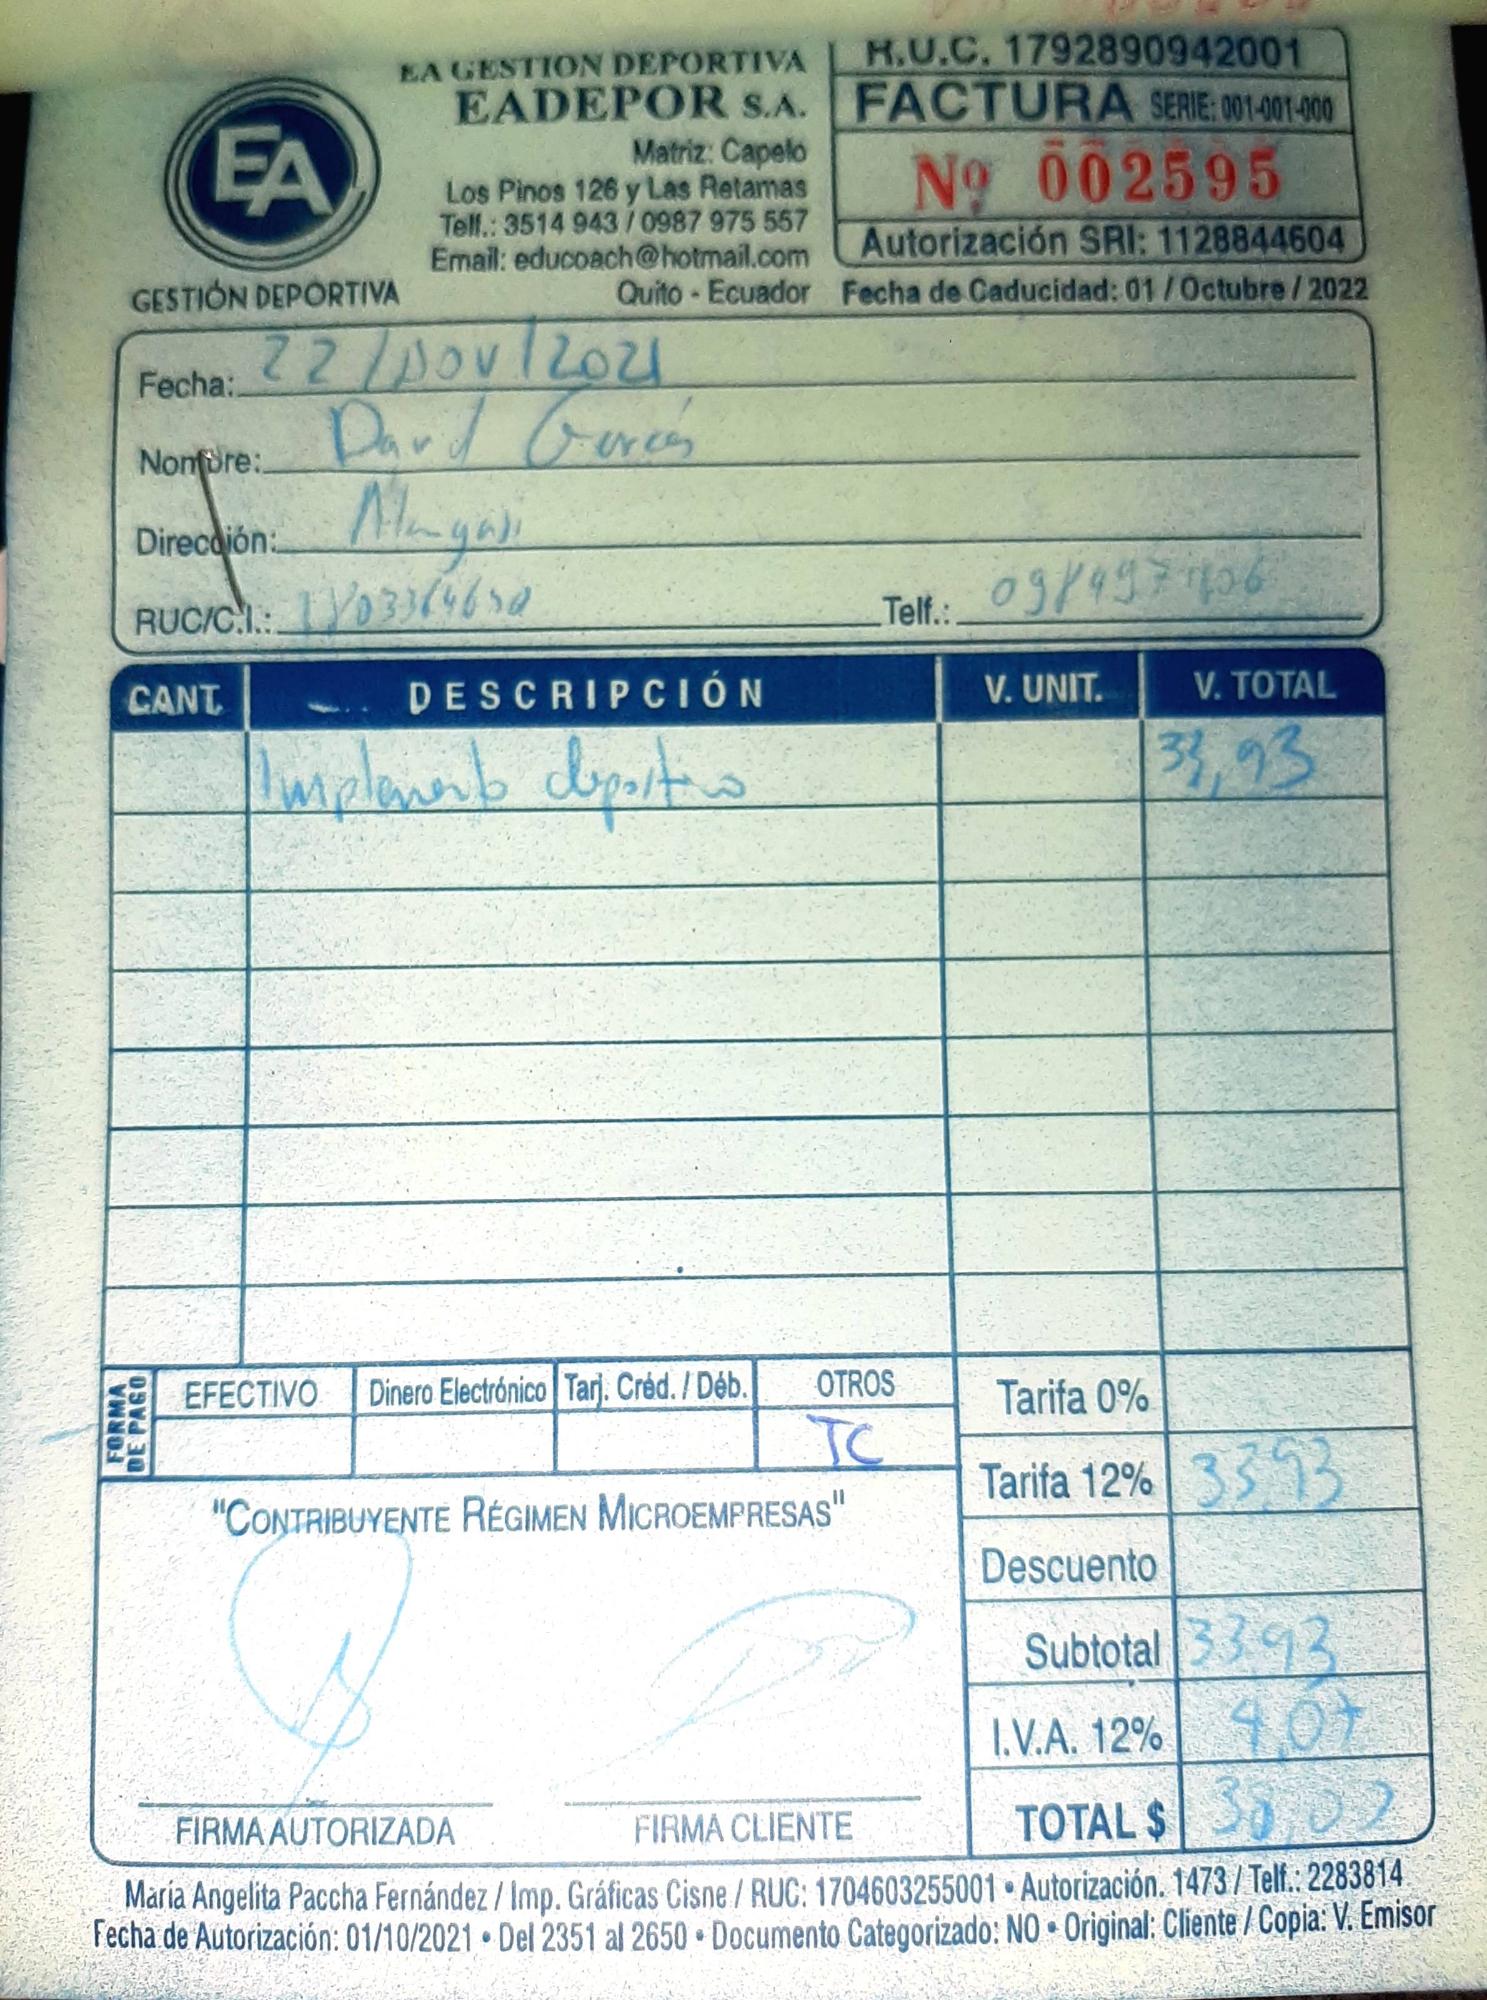 EA GESTION DEPORTIVA
EADEPOR S.A.
Matriz: Capelo
Los Pinos 126 y Las Retamas
Telf.: 3514 943 / 0987 975 557
Email: educoach@hotmail.com
Quito - Ecuador
EA
GESTIÓN DEPORTIVA
R.U.C. 1792890942001
FACTURA SERIE: 001-001-000
Nº 002595
Autorización SRI: 1128844604
Fecha de Caducidad: 01 / Octubre / 2022
Fecha: 22/Nov/2021
Nombre: David Garcés
Dirección: Alangasi
RUC/C.I.: Telf.:
CANT. DESCRIPCIÓN V. UNIT. V. TOTAL
Implemento deportivo 33,93
FORMA DE PAGO
EFECTIVO Dinero Electrónico Tarj. Créd. / Déb. OTROS
TC
Tarifa 0%
Tarifa 12% 33,93
Descuento
Subtotal 33,93
I.V.A. 12% 4,07
TOTAL $
"CONTRIBUYENTE RÉGIMEN MICROEMPRESAS"
FIRMA AUTORIZADA FIRMA CLIENTE
María Angelita Paccha Fernández / Imp. Gráficas Cisne / RUC: 1704603255001 • Autorización. 1473 / Telf.: 2283814
Fecha de Autorización: 01/10/2021 • Del 2351 al 2650 • Documento Categorizado: NO • Original: Cliente / Copia: V. Emisor